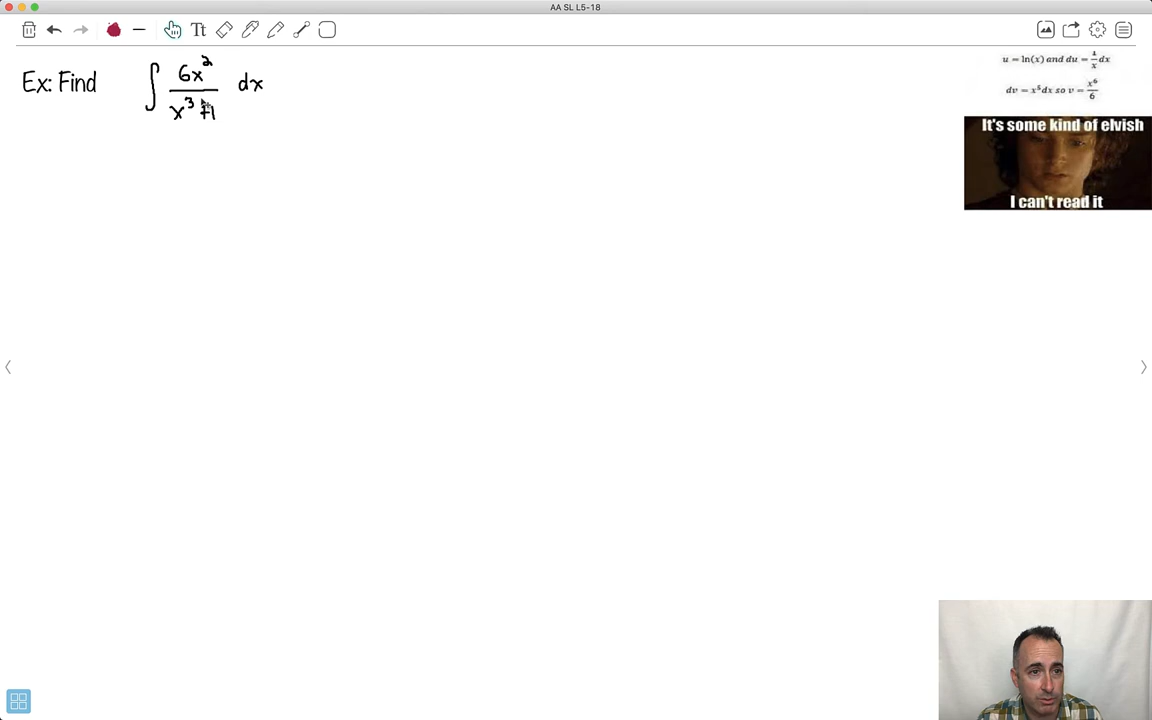 AA SL L5-18
Tt
Ex: Find ∫ 6x² / x³ + 1 dx
u = ln(x) and du = 1/x dx
dv = x⁵dx so v = x⁶/6
It's some kind of elvish
I can't read it